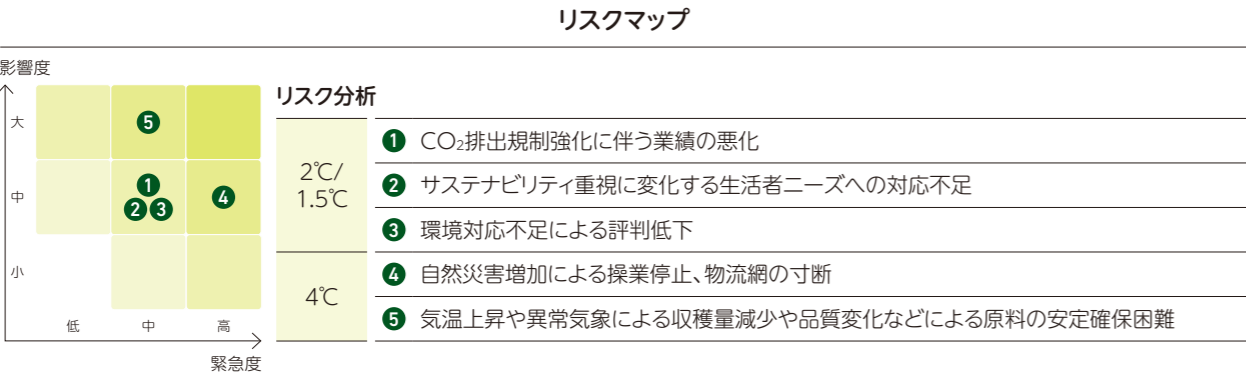 リスクマップ
影響度
大
中
小
低 中 高
緊急度
5
1
2 3
4
リスク分析
2℃/
1.5℃
1 CO₂排出規制強化に伴う業績の悪化
2 サステナビリティ重視に変化する生活者ニーズへの対応不足
3 環境対応不足による評判低下
4℃
4 自然災害増加による操業停止、物流網の寸断
5 気温上昇や異常気象による収穫量減少や品質変化などによる原料の安定確保困難